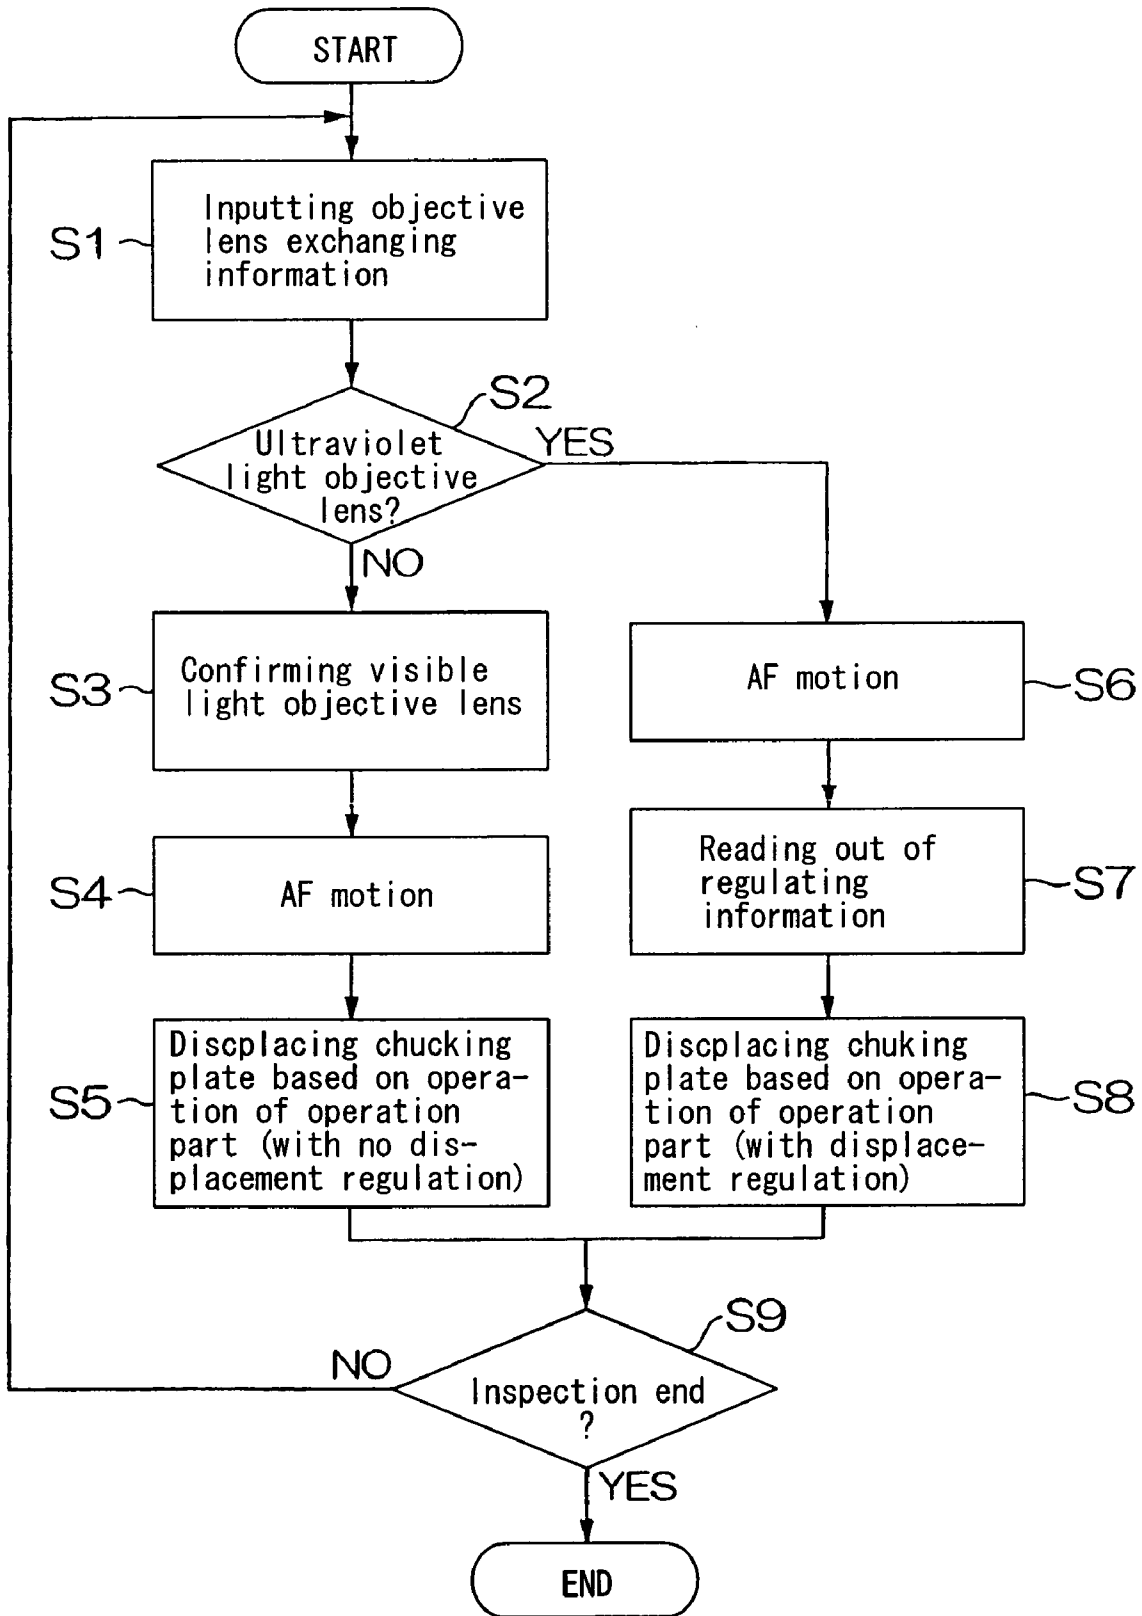 START
S1
Inputting objective
lens exchanging
information
S2
Ultraviolet
light objective
lens?
YES
NO
S3
Confirming visible
light objective lens
AF motion
S6
S4
AF motion
Reading out of
regulating
information
S7
S5
Discplacing chucking
plate based on opera-
tion of operation
part (with no dis-
placement regulation)
Discplacing chuking
plate based on opera-
tion of operation
part (with displace-
ment regulation)
S8
S9
NO
Inspection end
?
YES
END